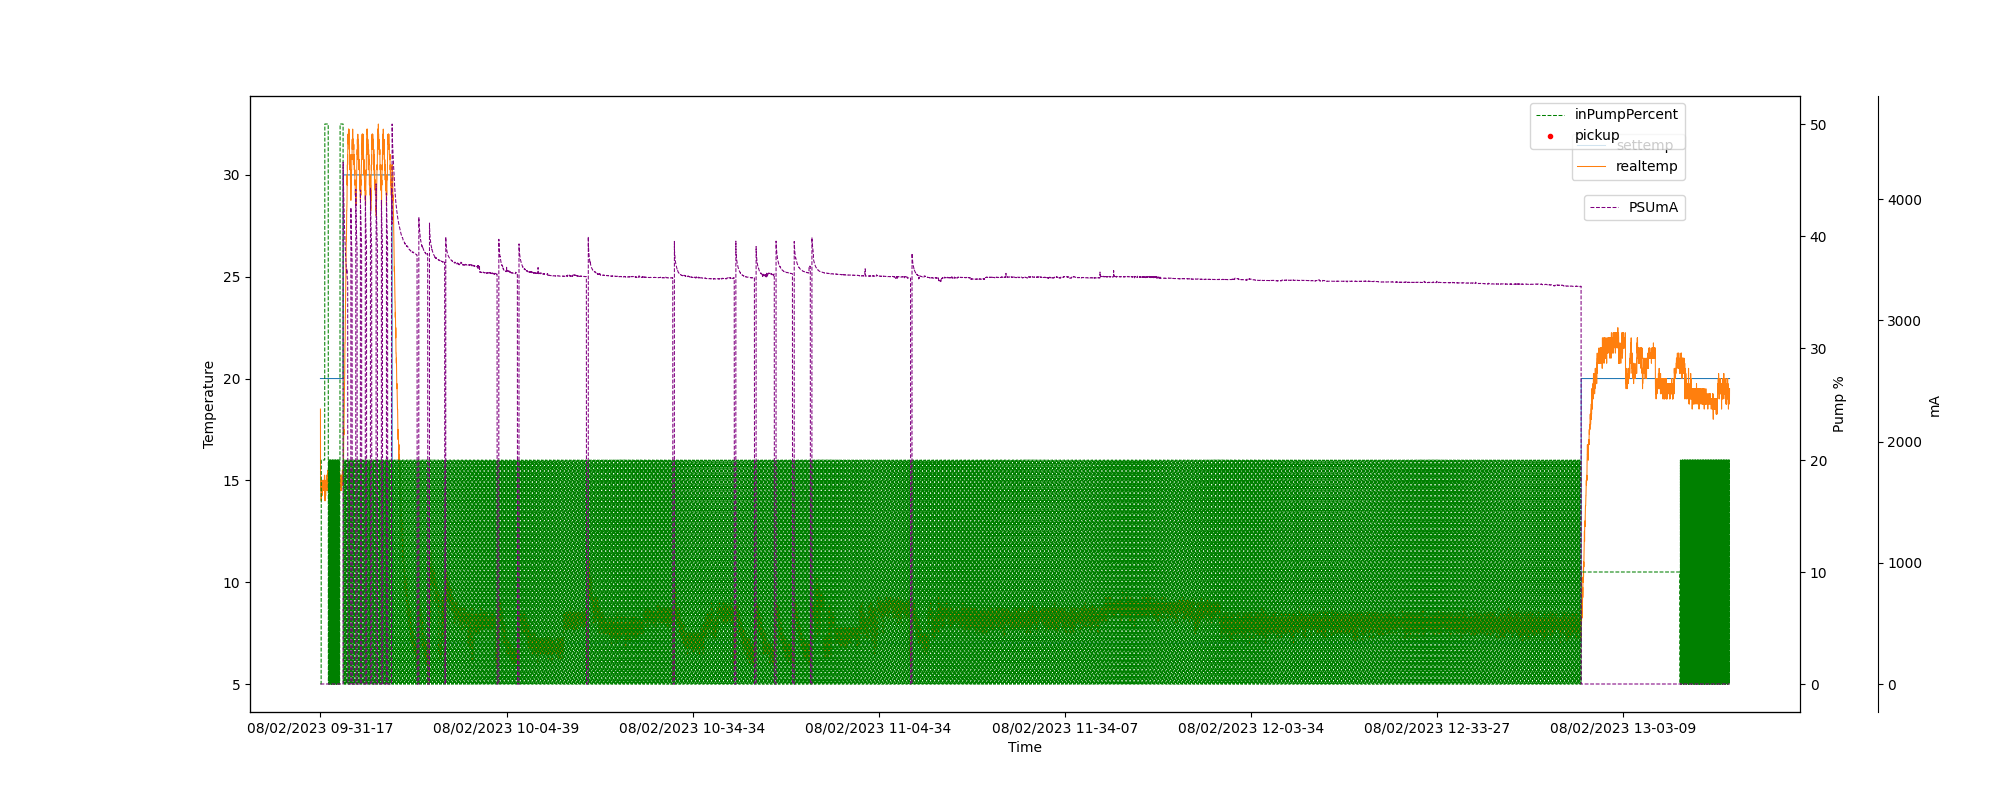 inPumpPercent
pickup
settemp
realtemp
PSUmA
30
25
20
15
10
5
Temperature
50
40
30
20
10
0
Pump %
4000
3000
2000
1000
0
mA
08/02/2023 09-31-17
08/02/2023 10-04-39
08/02/2023 10-34-34
08/02/2023 11-04-34
08/02/2023 11-34-07
08/02/2023 12-03-34
08/02/2023 12-33-27
08/02/2023 13-03-09
Time